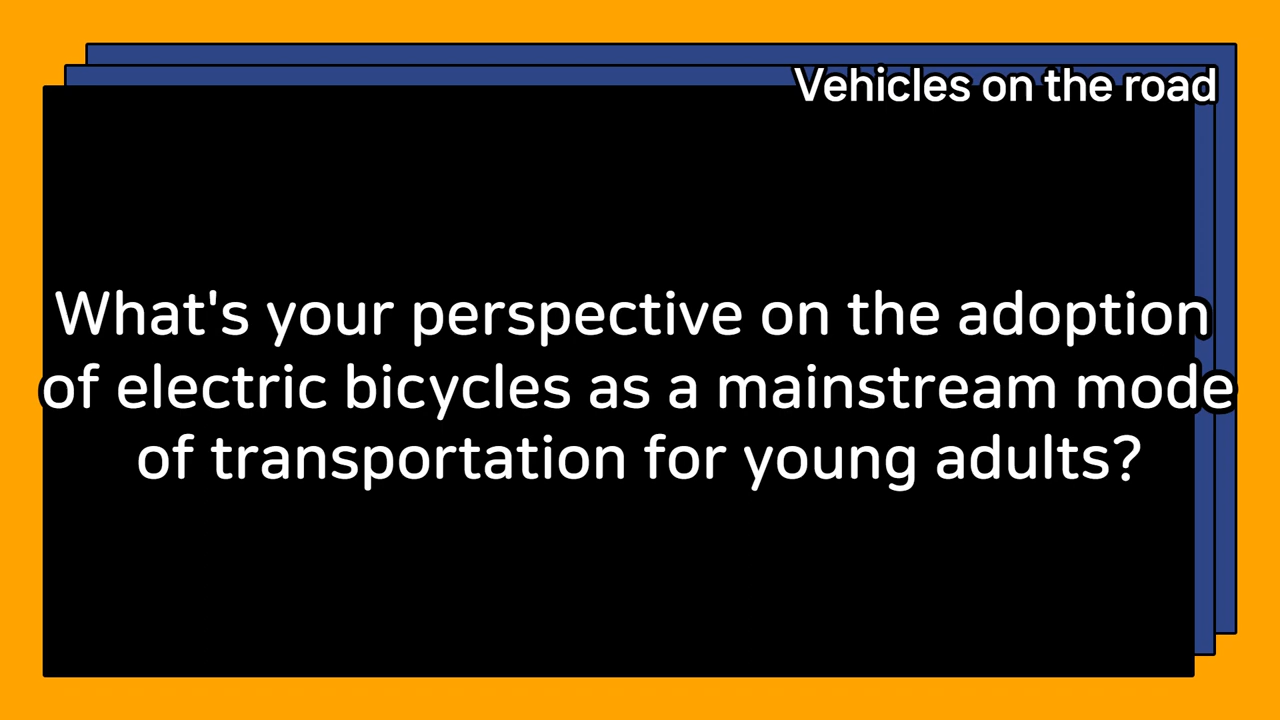 Vehicles on the road
What's your perspective on the adoption
of electric bicycles as a mainstream mode
of transportation for young adults?